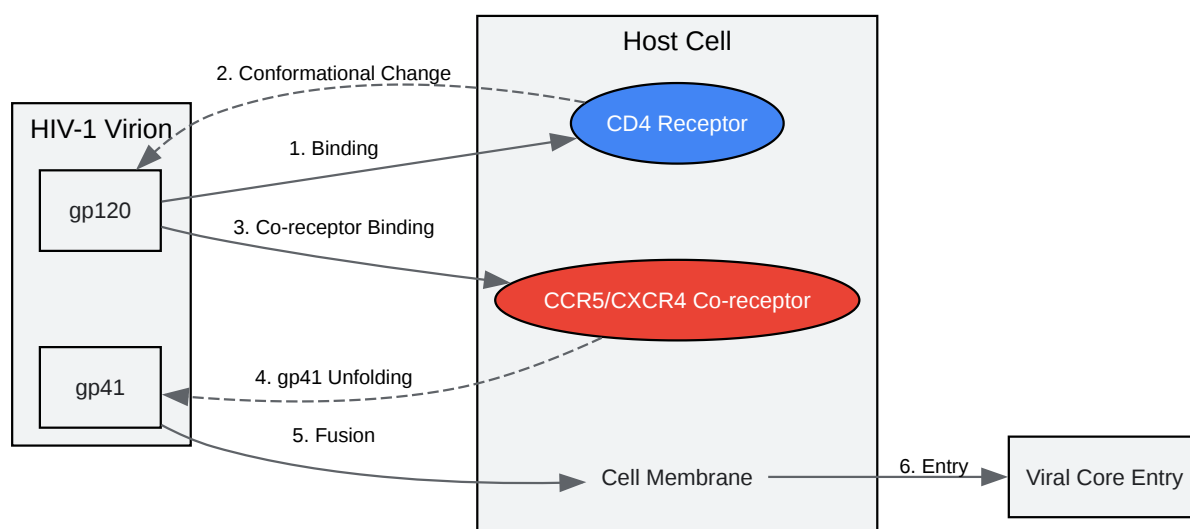 Host Cell
2. Conformational Change
CD4 Receptor
HIV-1 Virion
1. Binding
gp120
3. Co-receptor Binding
CCR5/CXCR4 Co-receptor
gp41
4. gp41 Unfolding
5. Fusion
Cell Membrane
6. Entry
Viral Core Entry